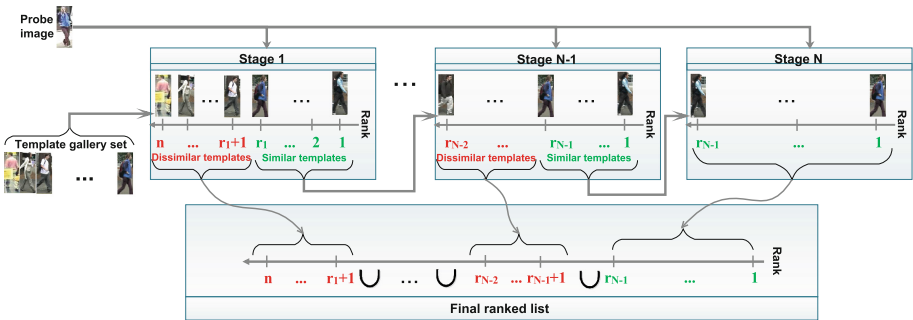 Probe image
Stage 1
Stage N-1
Stage N
...
...
...
...
...
...
Rank
Rank
Rank
n ... r1+1 r1 ... 2 1
rN-2 ... rN-1 ... 1
rN-1 ... 1
Template gallery set
...
Dissimilar templates Similar templates
Dissimilar templates Similar templates
Rank
n ... r1+1 ∪ ... ∪ rN-2 ... rN-1+1 ∪ rN-1 ... 1
Final ranked list